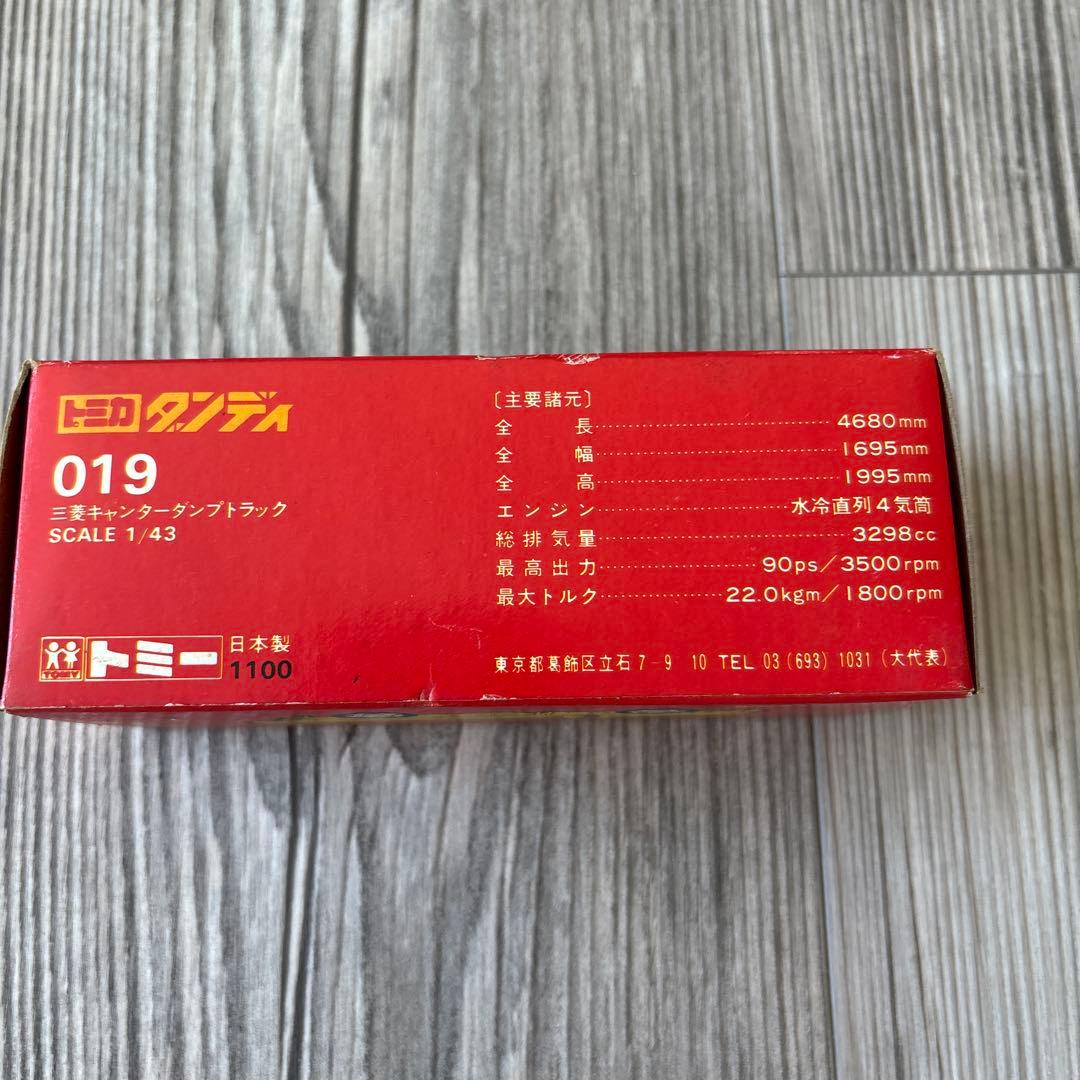 トミカ ダンディ
019
三菱キャンターダンプトラック
SCALE 1/43
TOMY トミー 日本製
1100
〔主要諸元〕
全長‥‥‥‥‥‥‥‥4680mm
全幅‥‥‥‥‥‥‥‥1695mm
全高‥‥‥‥‥‥‥‥1995mm
エンジン‥‥‥‥‥‥水冷直列4気筒
総排気量‥‥‥‥‥‥3298cc
最高出力‥‥‥‥‥‥90ps/3500rpm
最大トルク‥‥‥‥‥22.0kgm/1800rpm
東京都葛飾区立石7-9 10 TEL 03(693)1031(大代表)